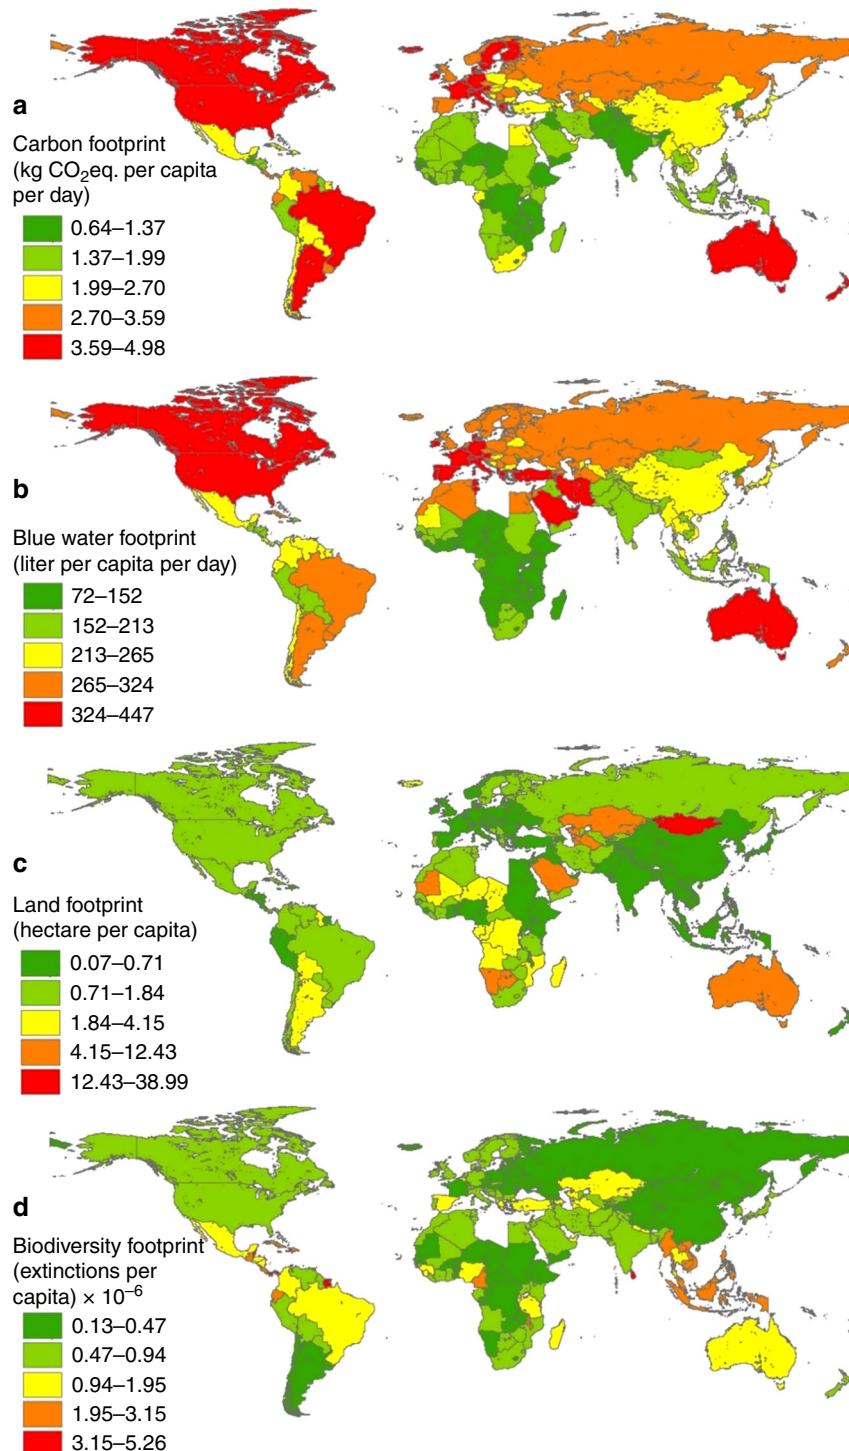 a
Carbon footprint
(kg CO₂eq. per capita
per day)
0.64–1.37
1.37–1.99
1.99–2.70
2.70–3.59
3.59–4.98
b
Blue water footprint
(liter per capita per day)
72–152
152–213
213–265
265–324
324–447
c
Land footprint
(hectare per capita)
0.07–0.71
0.71–1.84
1.84–4.15
4.15–12.43
12.43–38.99
d
Biodiversity footprint
(extinctions per
capita) × 10⁻⁶
0.13–0.47
0.47–0.94
0.94–1.95
1.95–3.15
3.15–5.26